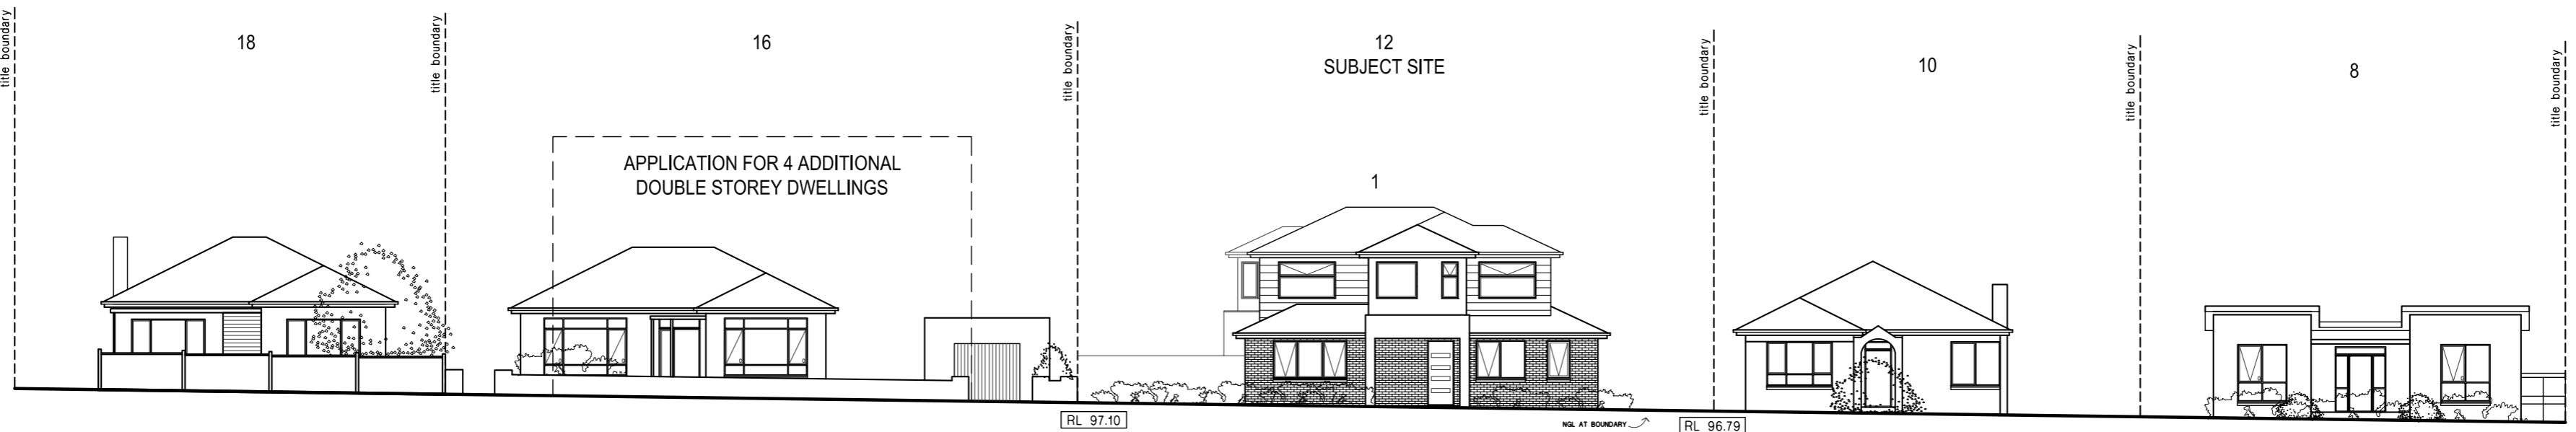 title boundary
18
title boundary
16
APPLICATION FOR 4 ADDITIONAL
DOUBLE STOREY DWELLINGS
title boundary
12
SUBJECT SITE
1
title boundary
10
title boundary
8
title boundary
RL 97.10
NGL AT BOUNDARY
RL 96.79